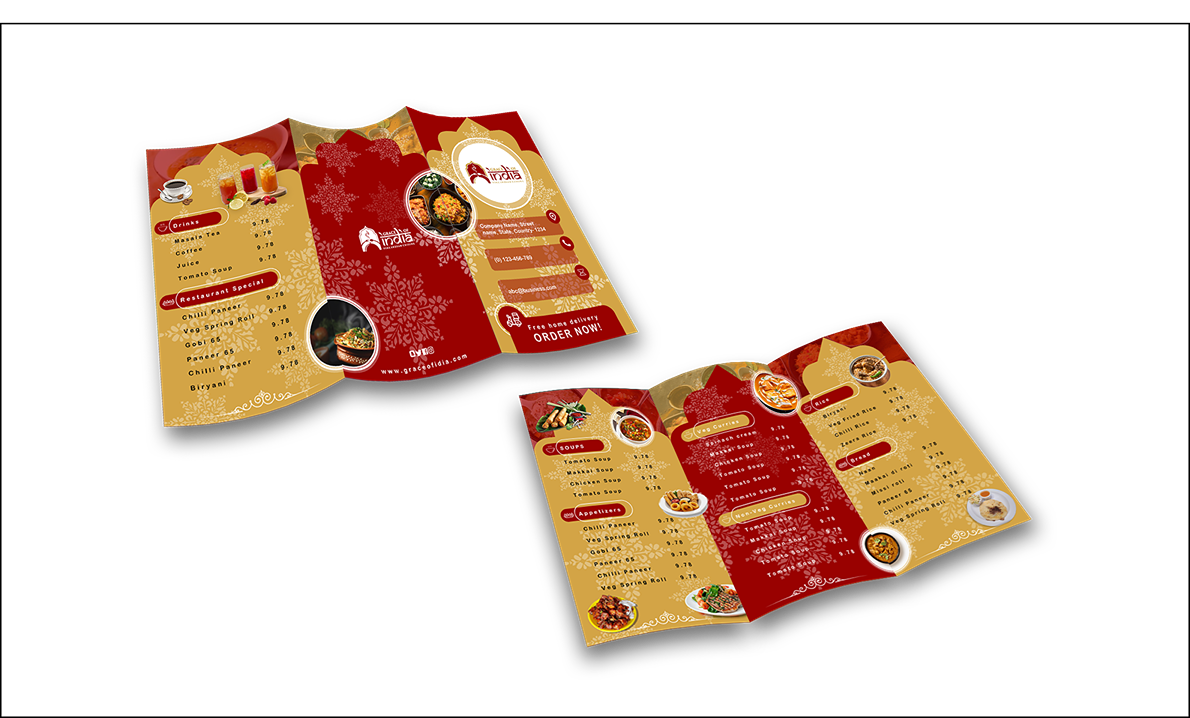 Drinks
Masala Tea 9.78
Coffee 9.78
Juice 9.78
Tomato Soup 9.78
Restaurant Special
Chilli Paneer 9.78
Veg Spring Roll 9.78
Gobi 65 9.78
Paneer 65 9.78
Chilli Paneer 9.78
Biryani
GRACE OF
india
www.graceofidia.com
GRACE OF
india
Company Name, Street
name, State, Country- 1234
(0) 123-456-789
abc@business.com
Free home delivery
ORDER NOW!
SOUPS
Tomato Soup 9.78
Makkai Soup 9.78
Chicken Soup 9.78
Tomato Soup 9.78
Appetizers
Chilli Paneer 9.78
Veg Spring Roll 9.78
Gobi 65 9.78
Paneer 65 9.78
Chilli Paneer 9.78
Veg Spring Roll 9.78
Veg Curries
Spinach cream 9.78
Makkai Soup 9.78
Chicken Soup 9.78
Tomato Soup 9.78
Tomato Soup 9.78
Tomato Soup 9.78
Non-Veg Curries
Tomato Soup 9.78
Makkai Soup 9.78
Chicken Soup 9.78
Tomato Soup 9.78
Tomato Soup
Rice
Biryani 9.78
Veg Fried Rice 9.78
Chilli Rice 9.78
Zeera Rice 9.78
Bread
Naan 9.78
Maakai di roti 9.78
Missi roti 9.78
Paneer 65 9.78
Chilli Paneer 9.78
Veg Spring Roll 9.78